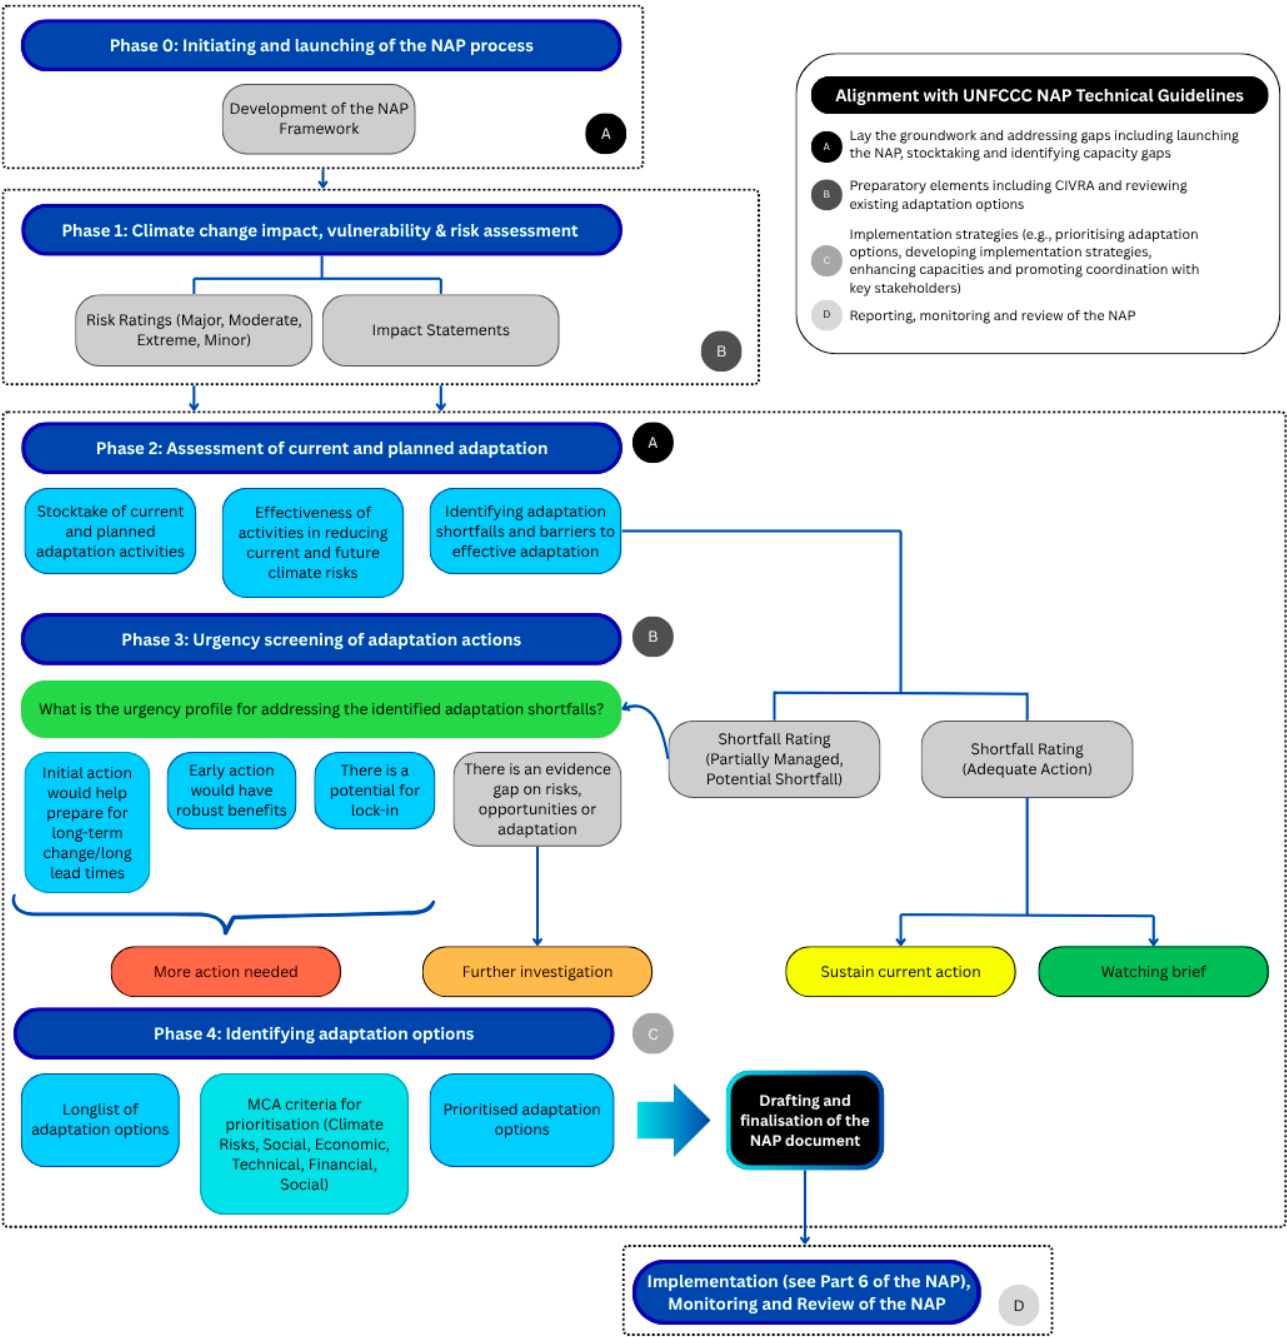 Phase 0: Initiating and launching of the NAP process
Development of the NAP
Framework
A
Alignment with UNFCCC NAP Technical Guidelines
A
Lay the groundwork and addressing gaps including launching
the NAP, stocktaking and identifying capacity gaps
B
Preparatory elements including CIVRA and reviewing
existing adaptation options
C
Implementation strategies (e.g., prioritising adaptation
options, developing implementation strategies,
enhancing capacities and promoting coordination with
key stakeholders)
D
Reporting, monitoring and review of the NAP
Phase 1: Climate change impact, vulnerability & risk assessment
Risk Ratings (Major, Moderate,
Extreme, Minor)
Impact Statements
B
Phase 2: Assessment of current and planned adaptation
A
Stocktake of current
and planned
adaptation activities
Effectiveness of
activities in reducing
current and future
climate risks
Identifying adaptation
shortfalls and barriers to
effective adaptation
Phase 3: Urgency screening of adaptation actions
B
What is the urgency profile for addressing the identified adaptation shortfalls?
Shortfall Rating
(Partially Managed,
Potential Shortfall)
Shortfall Rating
(Adequate Action)
Initial action
would help
prepare for
long-term
change/long
lead times
Early action
would have
robust benefits
There is a
potential for
lock-in
There is an evidence
gap on risks,
opportunities or
adaptation
More action needed
Further investigation
Sustain current action
Watching brief
Phase 4: Identifying adaptation options
C
Longlist of
adaptation options
MCA criteria for
prioritisation (Climate
Risks, Social, Economic,
Technical, Financial,
Social)
Prioritised adaptation
options
Drafting and
finalisation of the
NAP document
Implementation (see Part 6 of the NAP),
Monitoring and Review of the NAP
D